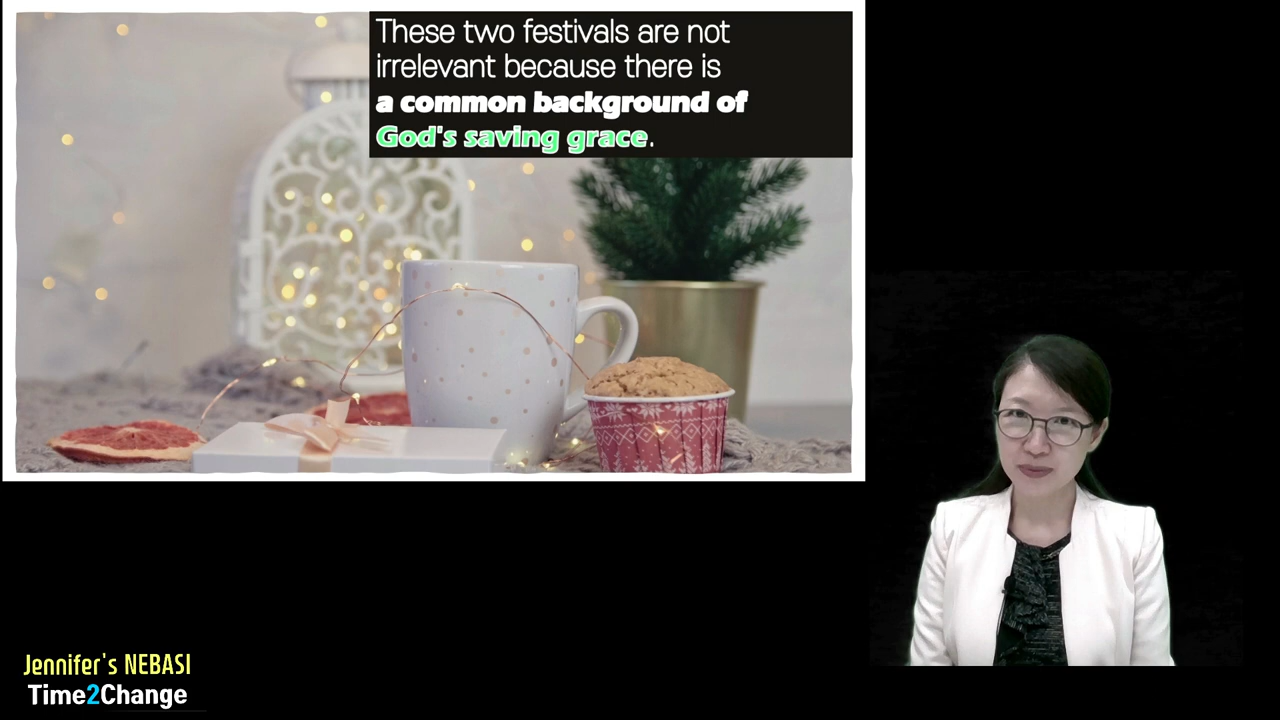 These two festivals are not
irrelevant because there is
a common background of
God's saving grace.
Jennifer's NEBASI
Time2Change